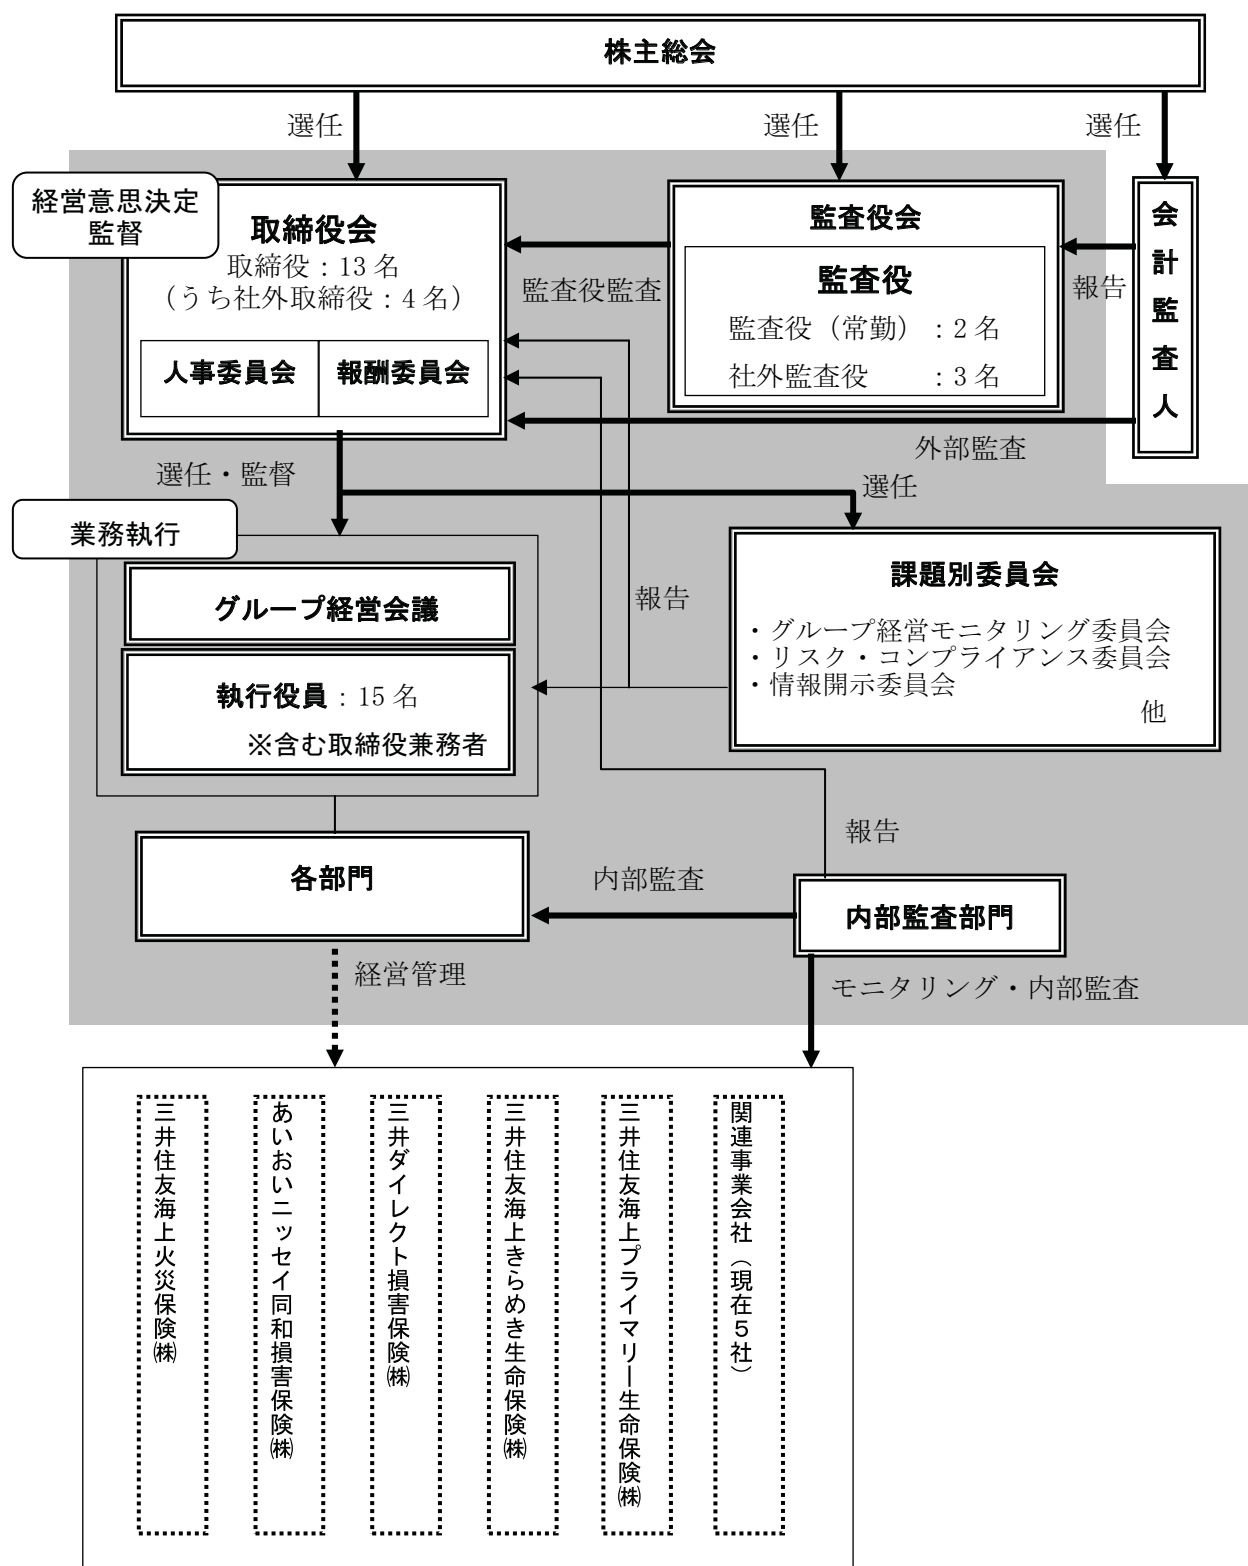 株主総会
選任
選任
選任
経営意思決定
監督
取締役会
取締役：13 名
（うち社外取締役：4 名）
人事委員会
報酬委員会
監査役監査
監査役会
監査役
監査役（常勤）：2 名
社外監査役　　：3 名
報告
会計監査人
外部監査
選任・監督
選任
業務執行
グループ経営会議
執行役員：15 名
※含む取締役兼務者
報告
課題別委員会
・グループ経営モニタリング委員会
・リスク・コンプライアンス委員会
・情報開示委員会
他
各部門
内部監査
報告
内部監査部門
経営管理
モニタリング・内部監査
三井住友海上火災保険㈱
あいおいニッセイ同和損害保険㈱
三井ダイレクト損害保険㈱
三井住友海上きらめき生命保険㈱
三井住友海上プライマリー生命保険㈱
関連事業会社（現在５社）